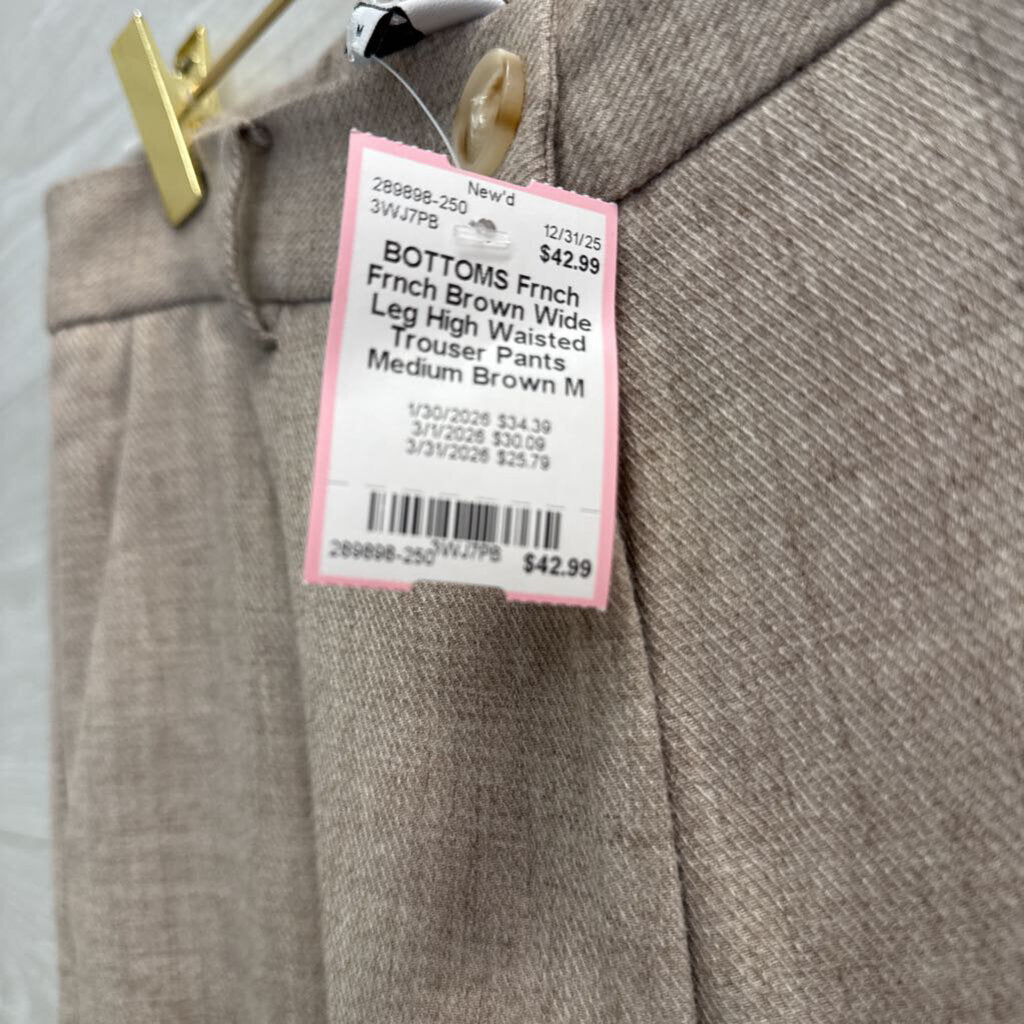 M
New'd
289898-250
3WJ7PB
12/31/25
$42.99
BOTTOMS Frnch
Frnch Brown Wide
Leg High Waisted
Trouser Pants
Medium Brown M
1/30/2026 $34.39
3/1/2026 $30.09
3/31/2026 $25.79
289898-250 3WJ7PB $42.99